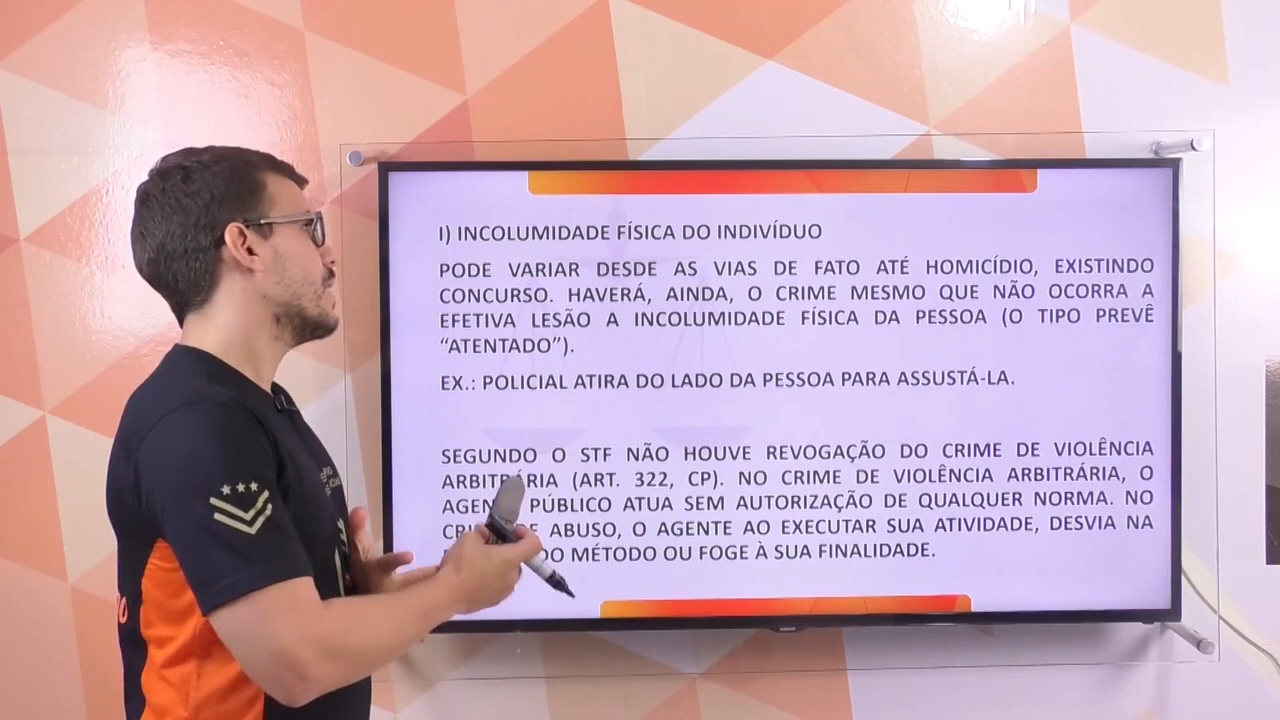 I) INCOLUMIDADE FÍSICA DO INDIVÍDUO
PODE VARIAR DESDE AS VIAS DE FATO ATÉ HOMICÍDIO, EXISTINDO
CONCURSO. HAVERÁ, AINDA, O CRIME MESMO QUE NÃO OCORRA A
EFETIVA LESÃO A INCOLUMIDADE FÍSICA DA PESSOA (O TIPO PREVÊ
“ATENTADO”).
EX.: POLICIAL ATIRA DO LADO DA PESSOA PARA ASSUSTÁ-LA.
SEGUNDO O STF NÃO HOUVE REVOGAÇÃO DO CRIME DE VIOLÊNCIA
ARBITRÁRIA (ART. 322, CP). NO CRIME DE VIOLÊNCIA ARBITRÁRIA, O
PÚBLICO ATUA SEM AUTORIZAÇÃO DE QUALQUER NORMA. NO
ABUSO, O AGENTE AO EXECUTAR SUA ATIVIDADE, DESVIA NA
DO MÉTODO OU FOGE À SUA FINALIDADE.